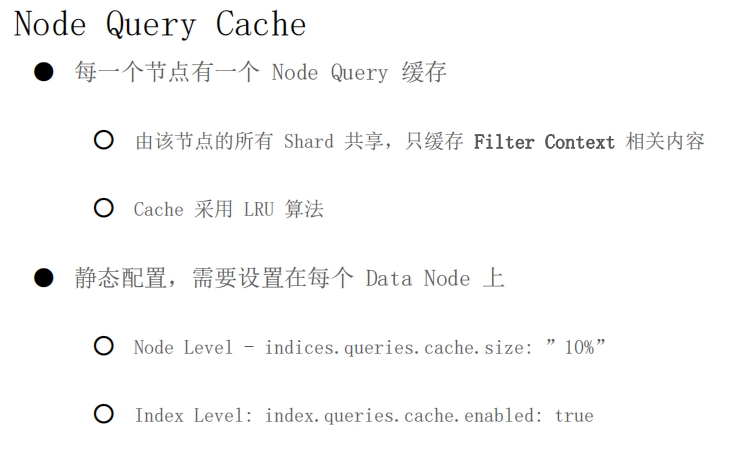 Node Query Cache
每一个节点有一个 Node Query 缓存
由该节点的所有 Shard 共享，只缓存 Filter Context 相关内容
Cache 采用 LRU 算法
静态配置，需要设置在每个 Data Node 上
Node Level - indices.queries.cache.size: ”10%”
Index Level: index.queries.cache.enabled: true